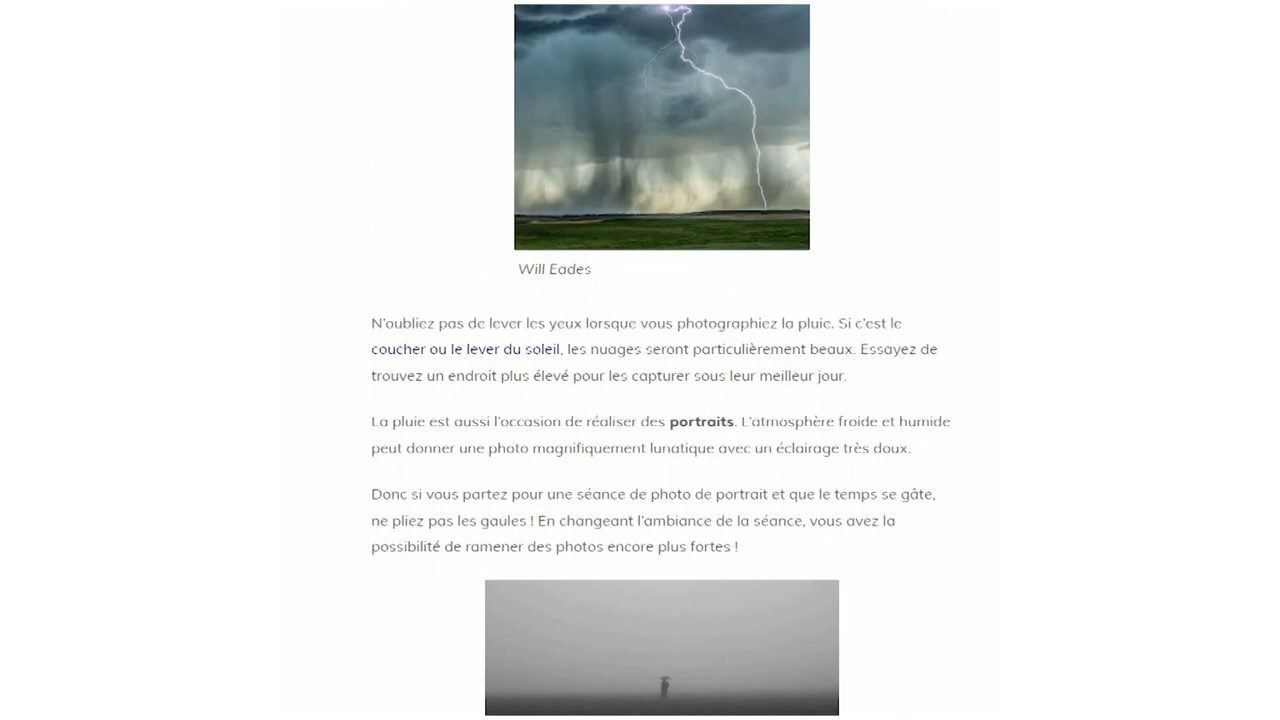 Will Eades
N'oubliez pas de lever les yeux lorsque vous photographiez la pluie. Si c'est le
coucher ou le lever du soleil, les nuages seront particulièrement beaux. Essayez de
trouvez un endroit plus élevé pour les capturer sous leur meilleur jour.
La pluie est aussi l'occasion de réaliser des portraits. L'atmosphère froide et humide
peut donner une photo magnifiquement lunatique avec un éclairage très doux.
Donc si vous partez pour une séance de photo de portrait et que le temps se gâte,
ne pliez pas les gaules ! En changeant l'ambiance de la séance, vous avez la
possibilité de ramener des photos encore plus fortes !